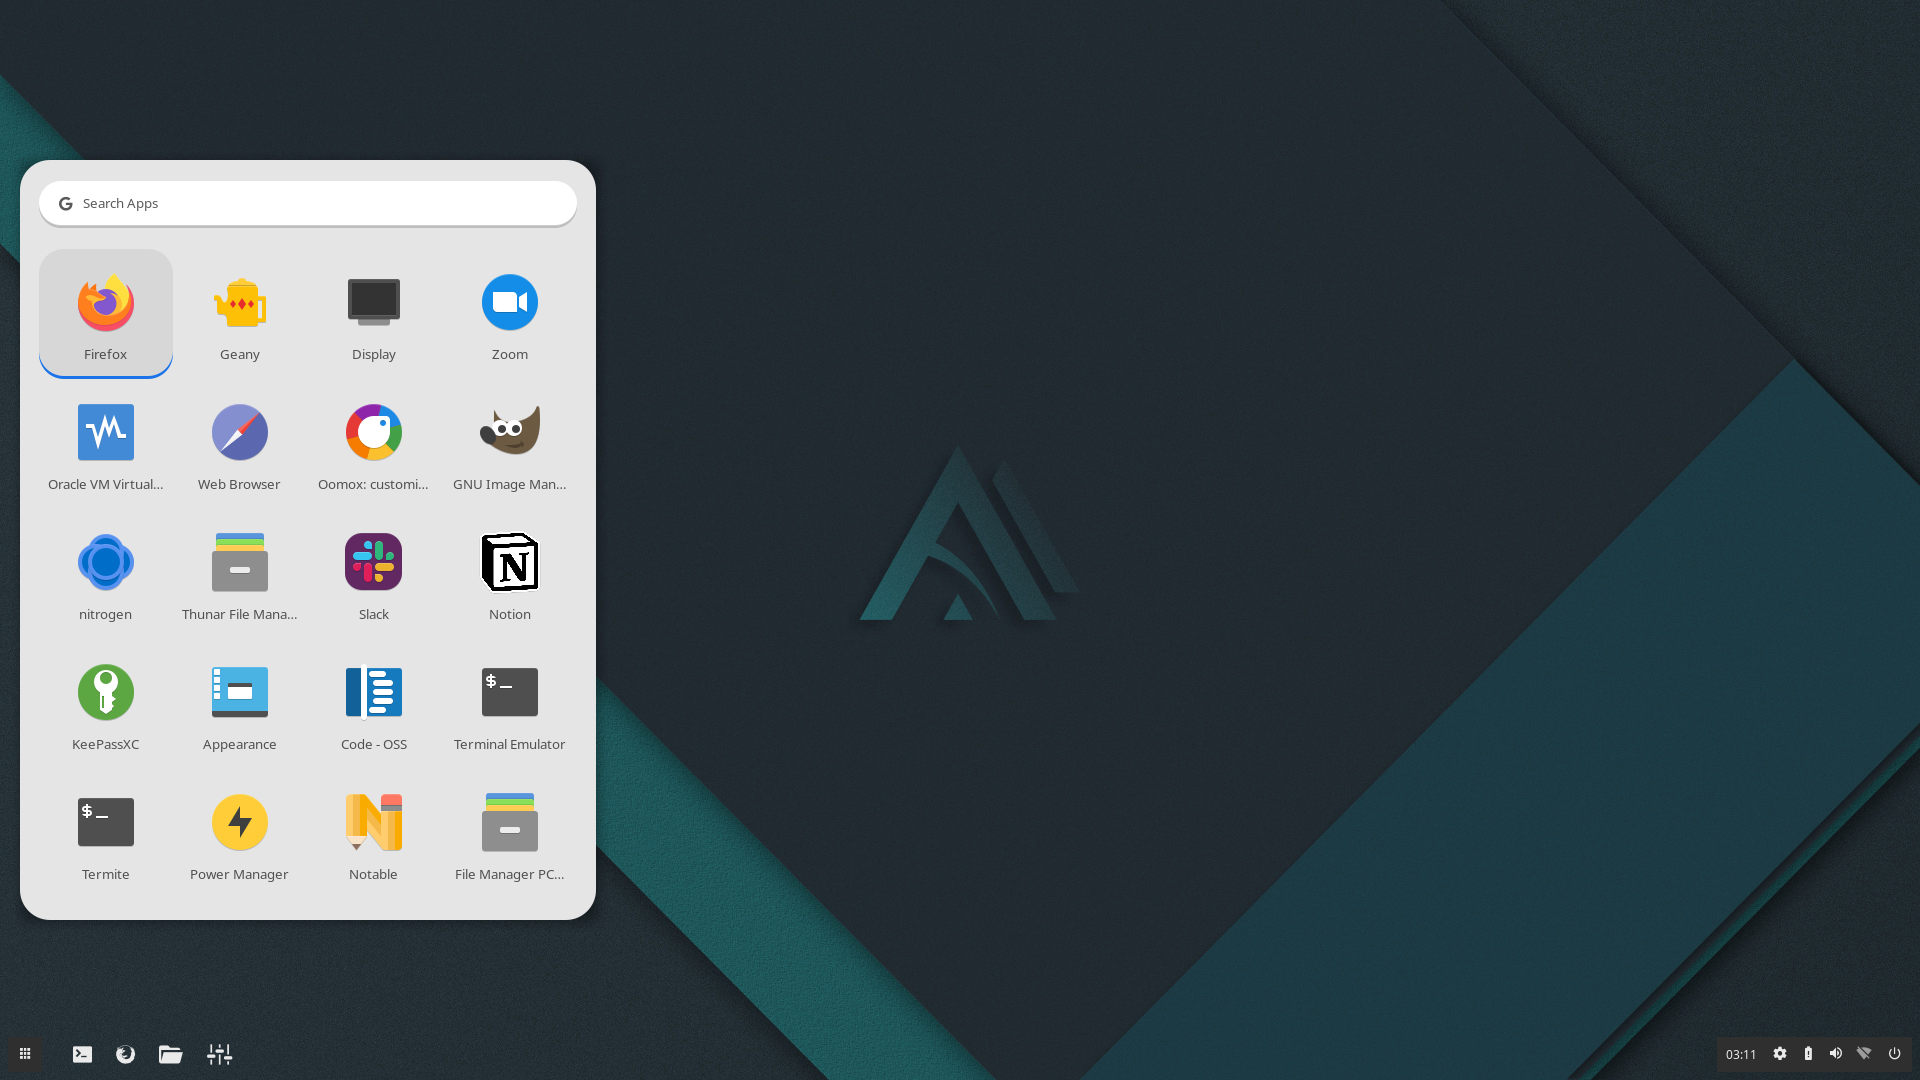 Search Apps
Firefox
Geany
Display
Zoom
Oracle VM Virtual...
Web Browser
Oomox: customi...
GNU Image Man...
nitrogen
Thunar File Mana...
Slack
Notion
KeePassXC
Appearance
Code - OSS
Terminal Emulator
Termite
Power Manager
Notable
File Manager PC...
03:11